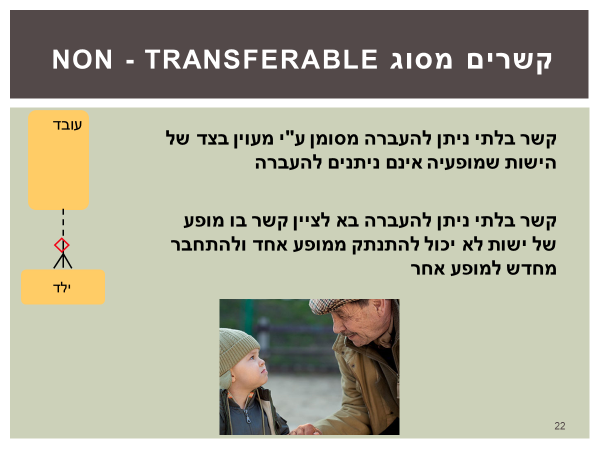 קשרים מסוג NON - TRANSFERABLE
עובד
קשר בלתי ניתן להעברה מסומן ע"י מעוין בצד של
הישות שמופעיה אינם ניתנים להעברה
קשר בלתי ניתן להעברה בא לציין קשר בו מופע
של ישות לא יכול להתנתק ממופע אחד ולהתחבר
מחדש למופע אחר
ילד
22